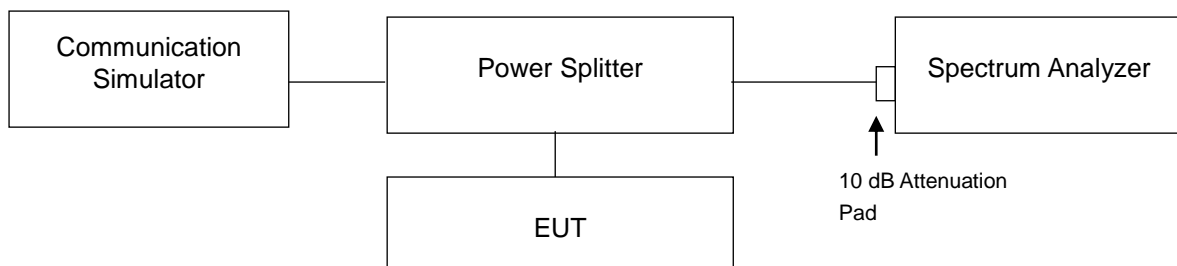 Communication
Simulator
Power Splitter
Spectrum Analyzer
10 dB Attenuation
Pad
EUT